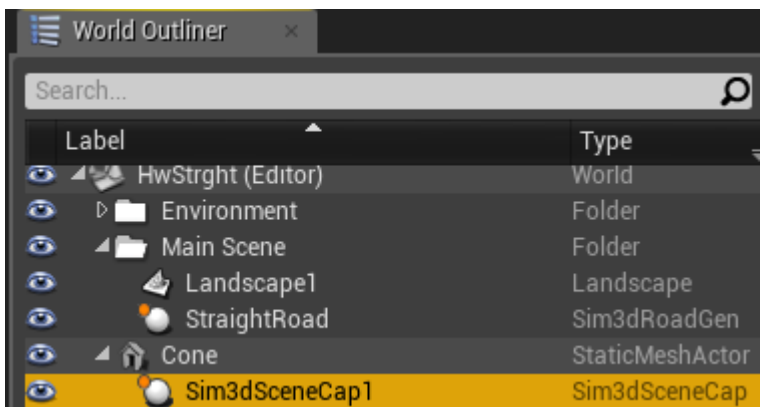 World Outliner ×
Search...
Label Type
HwStrght (Editor) World
Environment Folder
Main Scene Folder
Landscape1 Landscape
StraightRoad Sim3dRoadGen
Cone StaticMeshActor
Sim3dSceneCap1 Sim3dSceneCap